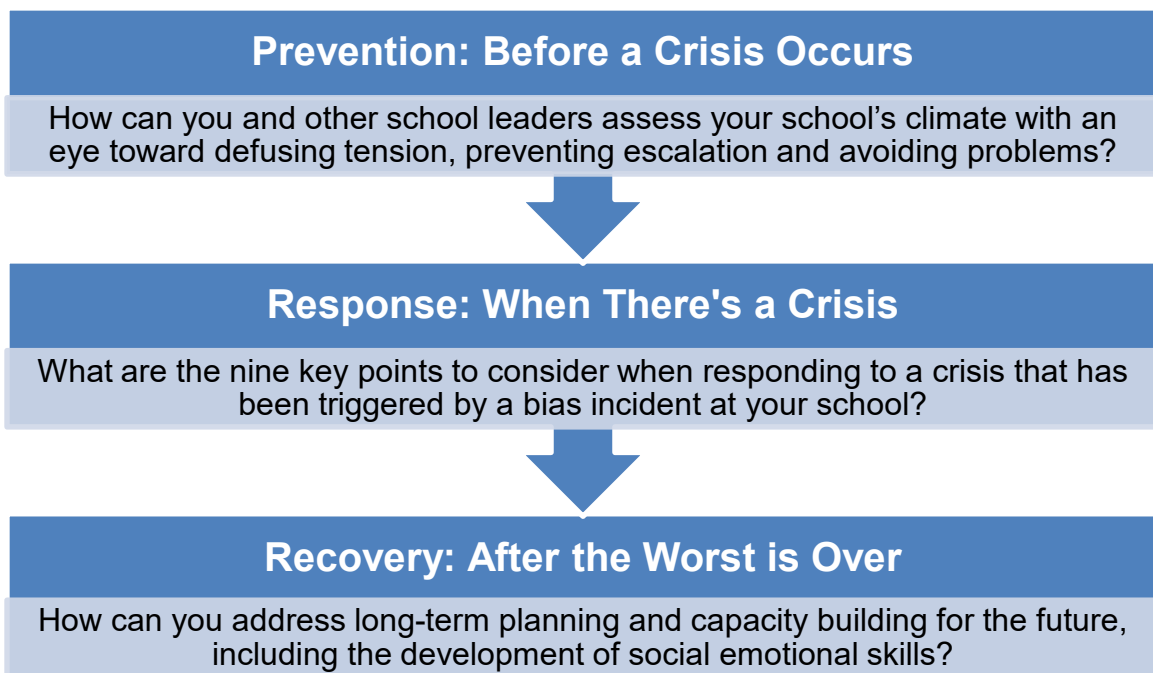 Prevention: Before a Crisis Occurs
How can you and other school leaders assess your school’s climate with an
eye toward defusing tension, preventing escalation and avoiding problems?
Response: When There's a Crisis
What are the nine key points to consider when responding to a crisis that has
been triggered by a bias incident at your school?
Recovery: After the Worst is Over
How can you address long-term planning and capacity building for the future,
including the development of social emotional skills?